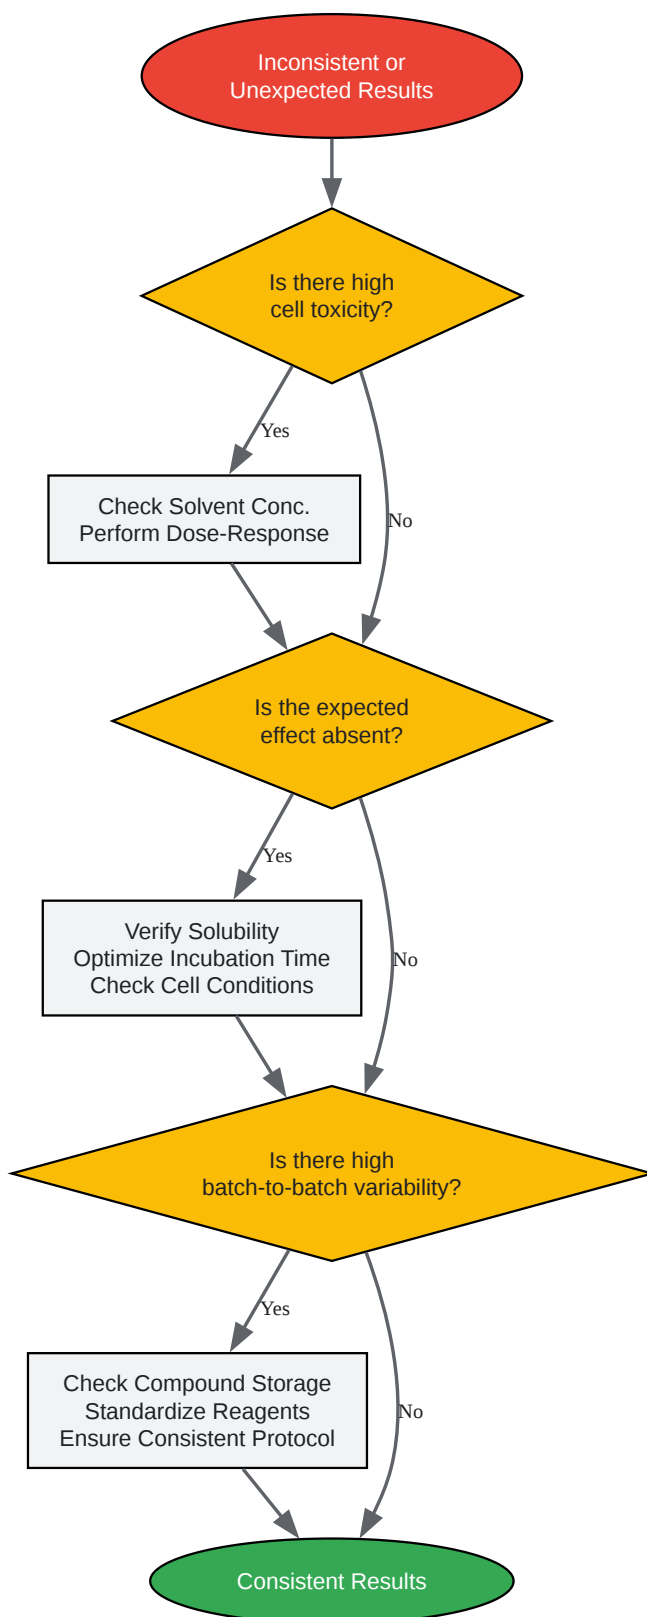 Inconsistent or
Unexpected Results
Is there high
cell toxicity?
Yes
Check Solvent Conc.
Perform Dose-Response
No
Is the expected
effect absent?
Yes
Verify Solubility
Optimize Incubation Time
Check Cell Conditions
No
Is there high
batch-to-batch variability?
Yes
Check Compound Storage
Standardize Reagents
Ensure Consistent Protocol
No
Consistent Results